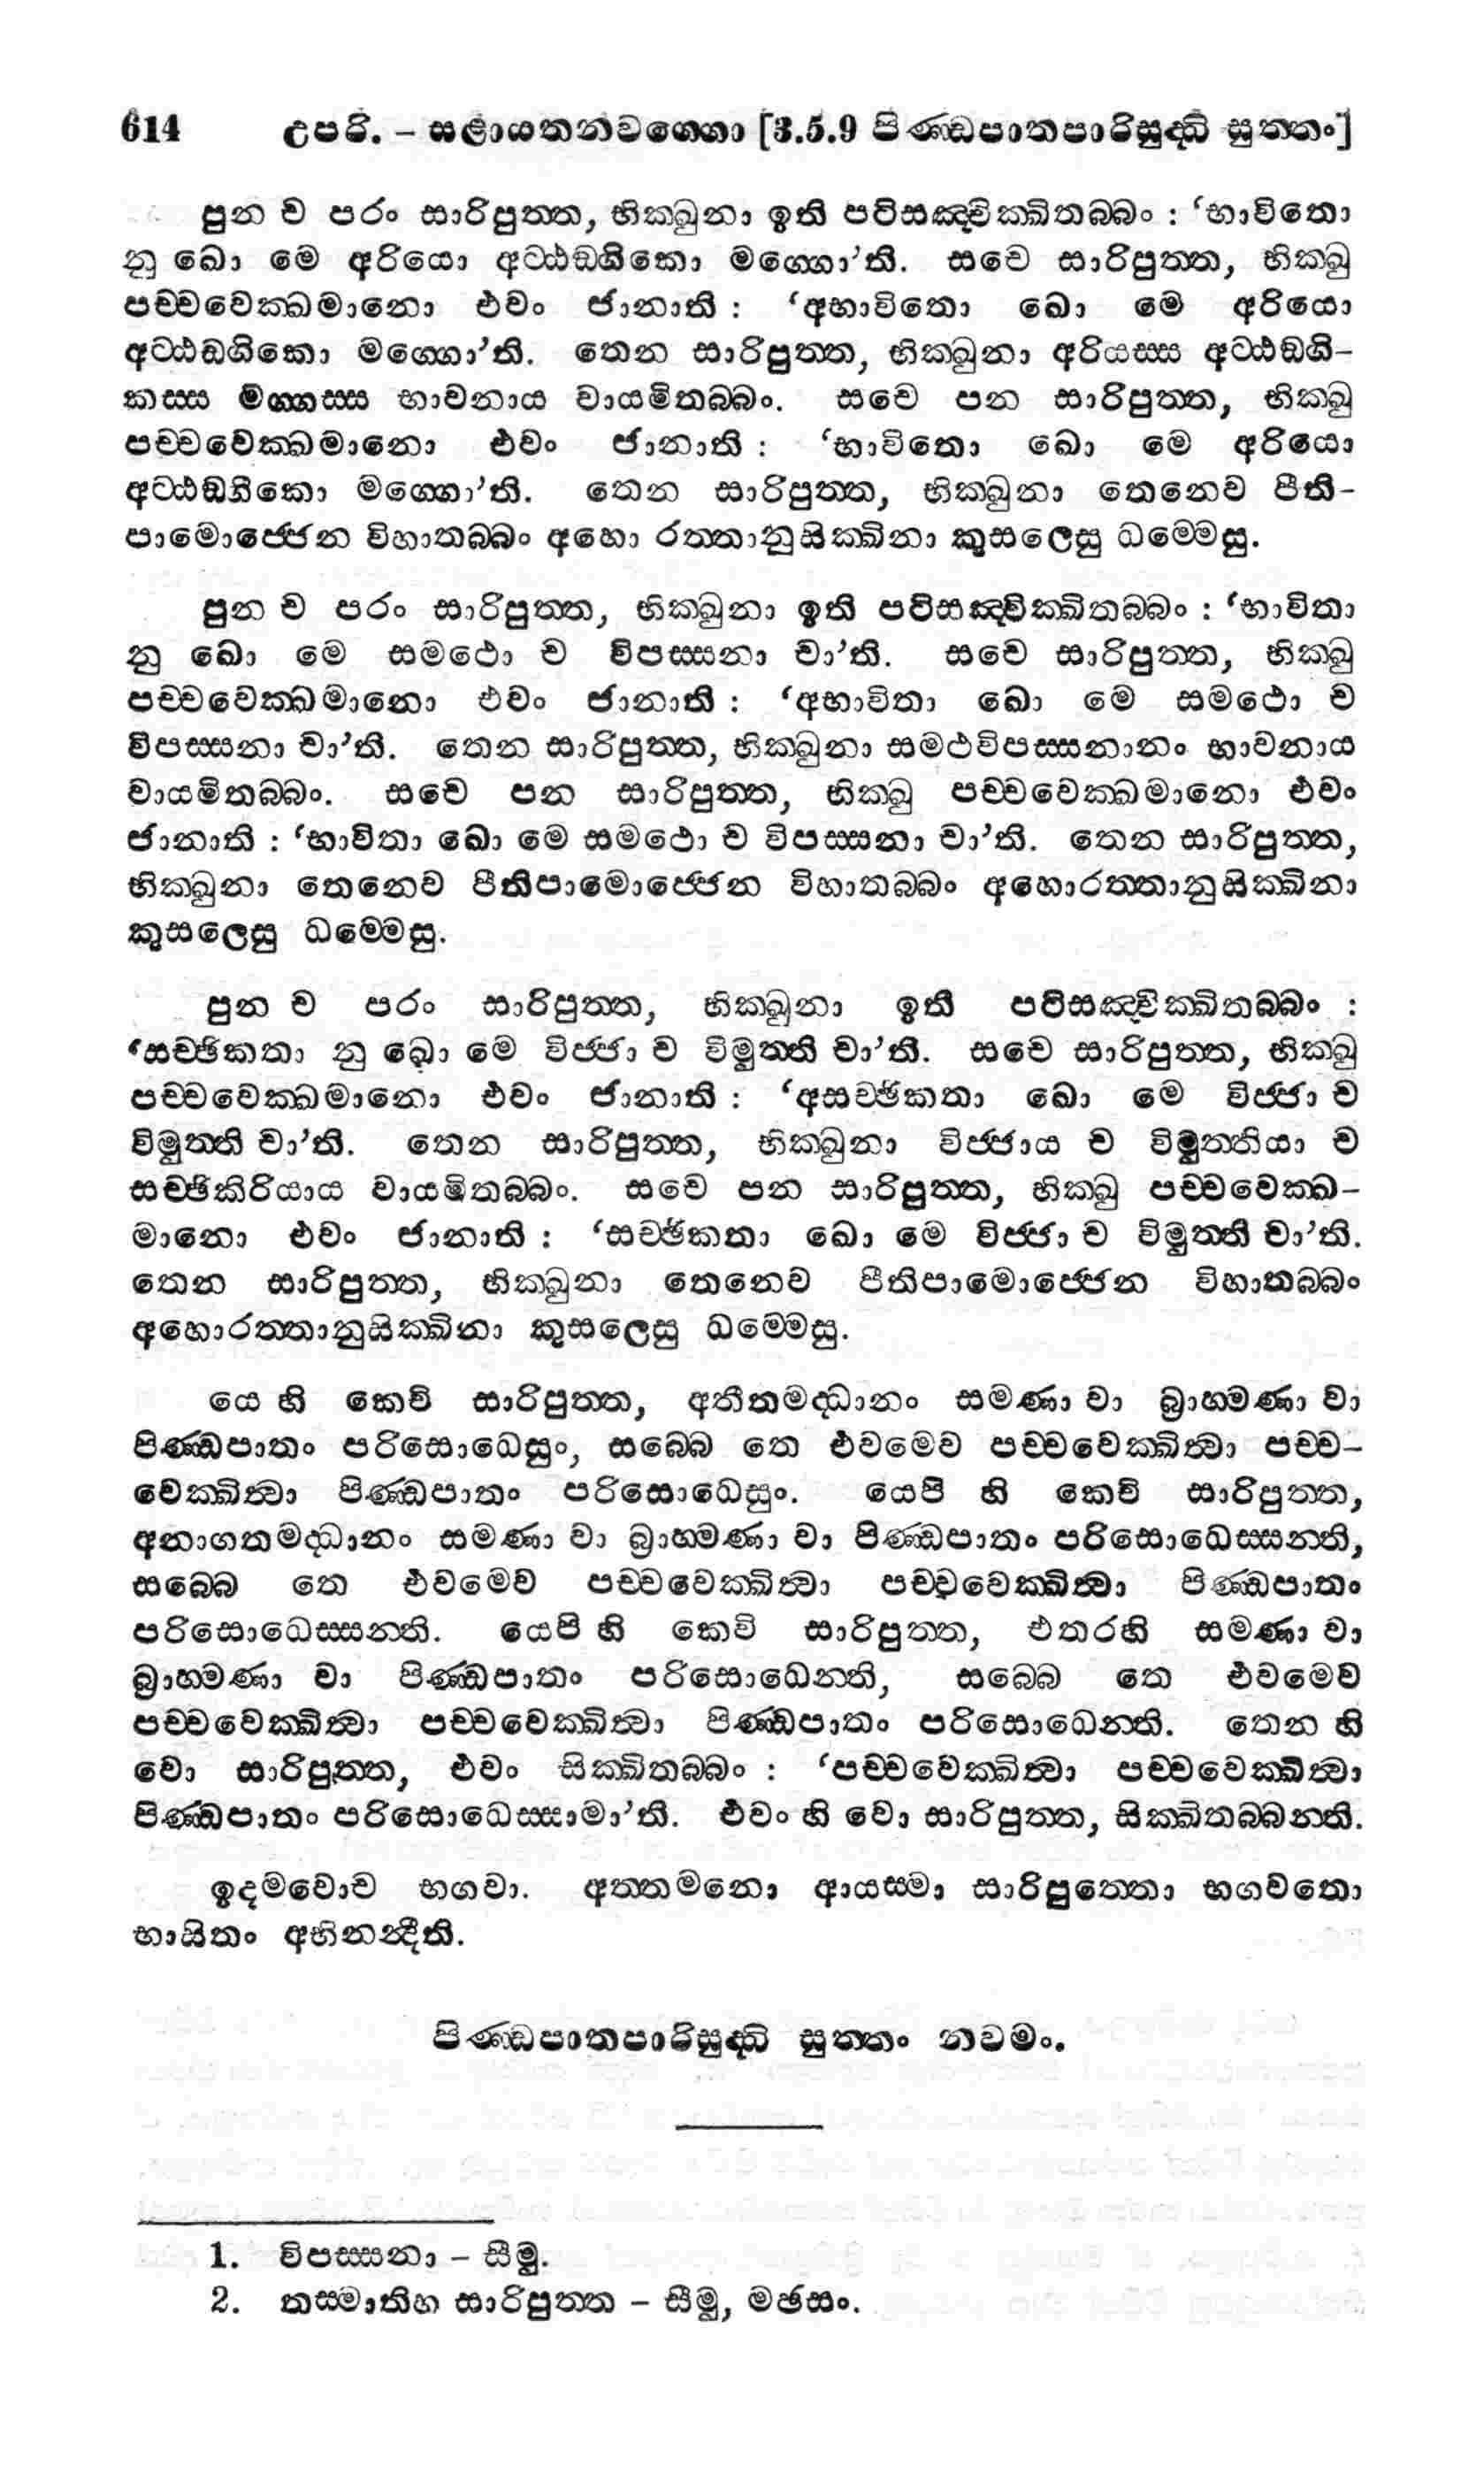 614 උපරි. – සළායතනවග්ගො [3.5.9 පිණ්ඩපාතපාරිසුද්ධි සුත්තං]
පුන ච පරං සාරිපුත්ත, භික්ඛුනා ඉති පටිසඤ්චික්ඛිතබ්බං : ‘භාවිතො
නු ඛො මෙ අරියො අට්ඨඞ්ගිකො මග්ගො’ති. සචෙ සාරිපුත්ත, භික්ඛු
පච්චවෙක්ඛමානො එවං ජානාති : ‘අභාවිතො ඛො මෙ අරියො
අට්ඨඞ්ගිකො මග්ගො’ති. තෙන සාරිපුත්ත, භික්ඛුනා අරියස්ස අට්ඨඞ්ගි-
කස්ස මග්ගස්ස භාවනාය වායමිතබ්බං. සචෙ පන සාරිපුත්ත, භික්ඛු
පච්චවෙක්ඛමානො එවං ජානාති : ‘භාවිතො ඛො මෙ අරියො
අට්ඨඞ්ගිකො මග්ගො’ති. තෙන සාරිපුත්ත, භික්ඛුනා තෙනෙව පීති-
පාමොජ්ජෙන විහාතබ්බං අහො රත්තානුසික්ඛිනා කුසලෙසු ධම්මෙසු.
පුන ච පරං සාරිපුත්ත, භික්ඛුනා ඉති පටිසඤ්චික්ඛිතබ්බං : ‘භාවිතා
නු ඛො මෙ සමථො ච විපස්සනා චා’ති. සචෙ සාරිපුත්ත, භික්ඛු
පච්චවෙක්ඛමානො එවං ජානාති : ‘අභාවිතා ඛො මෙ සමථො ච
විපස්සනා චා’ති. තෙන සාරිපුත්ත, භික්ඛුනා සමථවිපස්සනානං භාවනාය
වායමිතබ්බං. සචෙ පන සාරිපුත්ත, භික්ඛු පච්චවෙක්ඛමානො එවං
ජානාති : ‘භාවිතා ඛො මෙ සමථො ච විපස්සනා චා’ති. තෙන සාරිපුත්ත,
භික්ඛුනා තෙනෙව පීතිපාමොජ්ජෙන විහාතබ්බං අහොරත්තානුසික්ඛිනා
කුසලෙසු ධම්මෙසු.
පුන ච පරං සාරිපුත්ත, භික්ඛුනා ඉති පටිසඤ්චික්ඛිතබ්බං :
‘සච්ඡිකතා නු ඛො මෙ විජ්ජා ච විමුත්ති චා’ති. සචෙ සාරිපුත්ත, භික්ඛු
පච්චවෙක්ඛමානො එවං ජානාති : ‘අසච්ඡිකතා ඛො මෙ විජ්ජා ච
විමුත්ති චා’ති. තෙන සාරිපුත්ත, භික්ඛුනා විජ්ජාය ච විමුත්තියා ච
සච්ඡිකිරියාය වායමිතබ්බං. සචෙ පන සාරිපුත්ත, භික්ඛු පච්චවෙක්ඛ-
මානො එවං ජානාති : ‘සච්ඡිකතා ඛො මෙ විජ්ජා ච විමුත්ති චා’ති.
තෙන සාරිපුත්ත, භික්ඛුනා තෙනෙව පීතිපාමොජ්ජෙන විහාතබ්බං
අහොරත්තානුසික්ඛිනා කුසලෙසු ධම්මෙසු.
යෙ හි කෙචි සාරිපුත්ත, අතීතමද්ධානං සමණා වා බ්‍රාහ්මණා වා
පිණ්ඩපාතං පරිසොධෙසුං, සබ්බෙ තෙ එවමෙව පච්චවෙක්ඛිත්වා පච්ච-
වෙක්ඛිත්වා පිණ්ඩපාතං පරිසොධෙසුං. යෙපි හි කෙචි සාරිපුත්ත,
අනාගතමද්ධානං සමණා වා බ්‍රාහ්මණා වා පිණ්ඩපාතං පරිසොධෙස්සන්ති,
සබ්බෙ තෙ එවමෙව පච්චවෙක්ඛිත්වා පච්චවෙක්ඛිත්වා පිණ්ඩපාතං
පරිසොධෙස්සන්ති. යෙපි හි කෙචි සාරිපුත්ත, එතරහි සමණා වා
බ්‍රාහ්මණා වා පිණ්ඩපාතං පරිසොධෙන්ති, සබ්බෙ තෙ එවමෙව
පච්චවෙක්ඛිත්වා පච්චවෙක්ඛිත්වා පිණ්ඩපාතං පරිසොධෙන්ති. තෙන හි
වො සාරිපුත්ත, එවං සික්ඛිතබ්බං : ‘පච්චවෙක්ඛිත්වා පච්චවෙක්ඛිත්වා
පිණ්ඩපාතං පරිසොධෙස්සාමා’ති. එවං හි වො සාරිපුත්ත, සික්ඛිතබ්බන්ති.
ඉදමවොච භගවා. අත්තමනො ආයස්මා සාරිපුත්තො භගවතො
භාසිතං අභිනන්දීති.
පිණ්ඩපාතපාරිසුද්ධි සුත්තං නවමං.
1. විපස්සනා – සීමු.
2. තස්මාතිහ සාරිපුත්ත – සීමු, මඡසං.